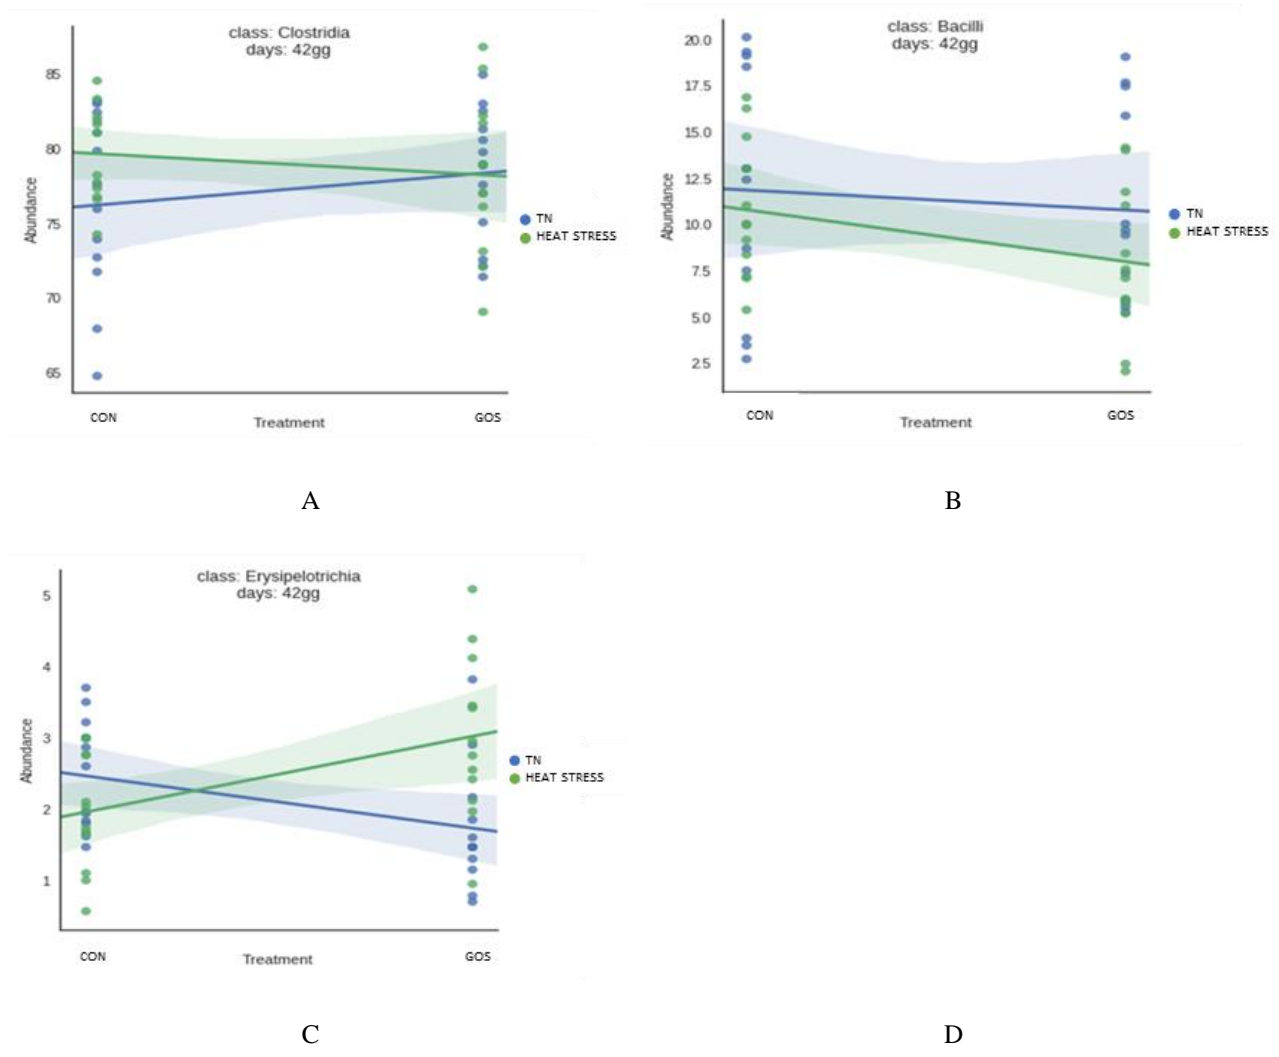 class: Clostridia
days: 42gg
85
80
75
70
65
Abundance
CON
Treatment
GOS
TN
HEAT STRESS
A
class: Bacilli
days: 42gg
20.0
17.5
15.0
12.5
10.0
7.5
5.0
2.5
Abundance
CON
Treatment
GOS
TN
HEAT STRESS
B
class: Erysipelotrichia
days: 42gg
5
4
3
2
1
Abundance
CON
Treatment
GOS
TN
HEAT STRESS
C
D